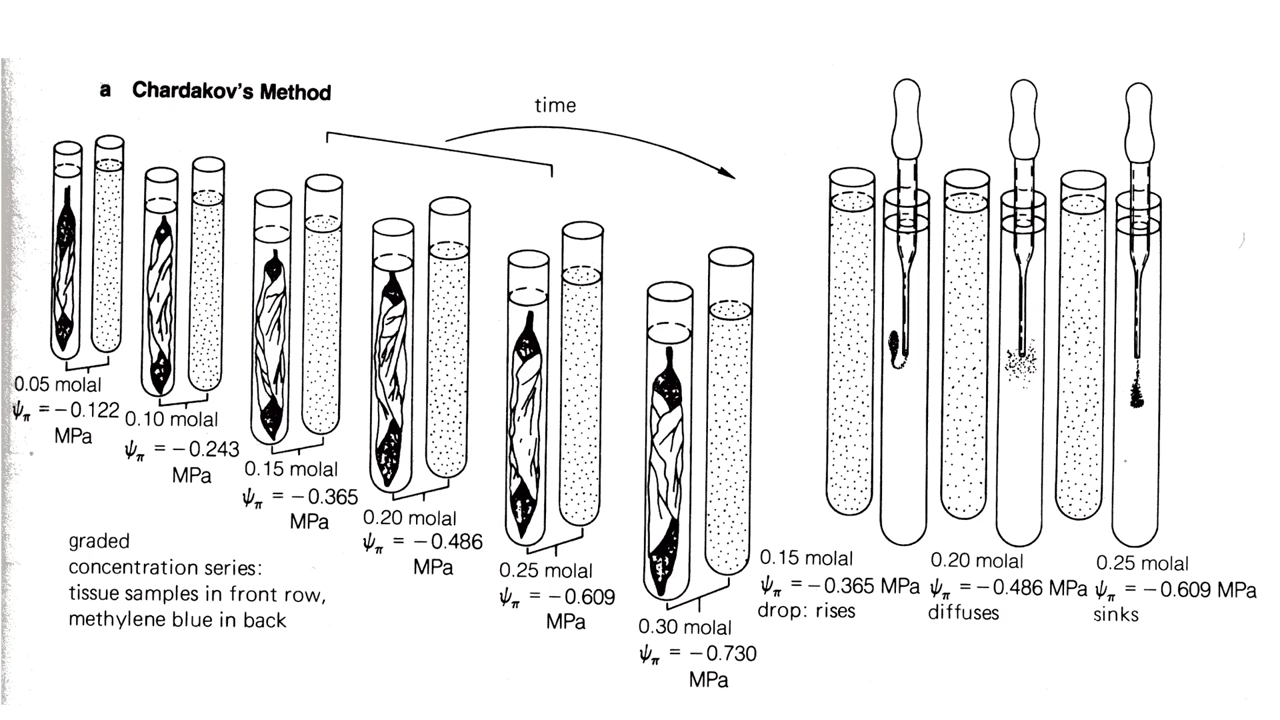 a Chardakov's Method
time
0.05 molal
ψπ = −0.122
MPa
0.10 molal
ψπ = −0.243
MPa
0.15 molal
ψπ = −0.365
MPa
0.20 molal
ψπ = −0.486
MPa
0.25 molal
ψπ = −0.609
MPa
0.30 molal
ψπ = −0.730
MPa
graded
concentration series:
tissue samples in front row,
methylene blue in back
0.15 molal
ψπ = −0.365 MPa
drop: rises
0.20 molal
ψπ = −0.486 MPa
diffuses
0.25 molal
ψπ = −0.609 MPa
sinks